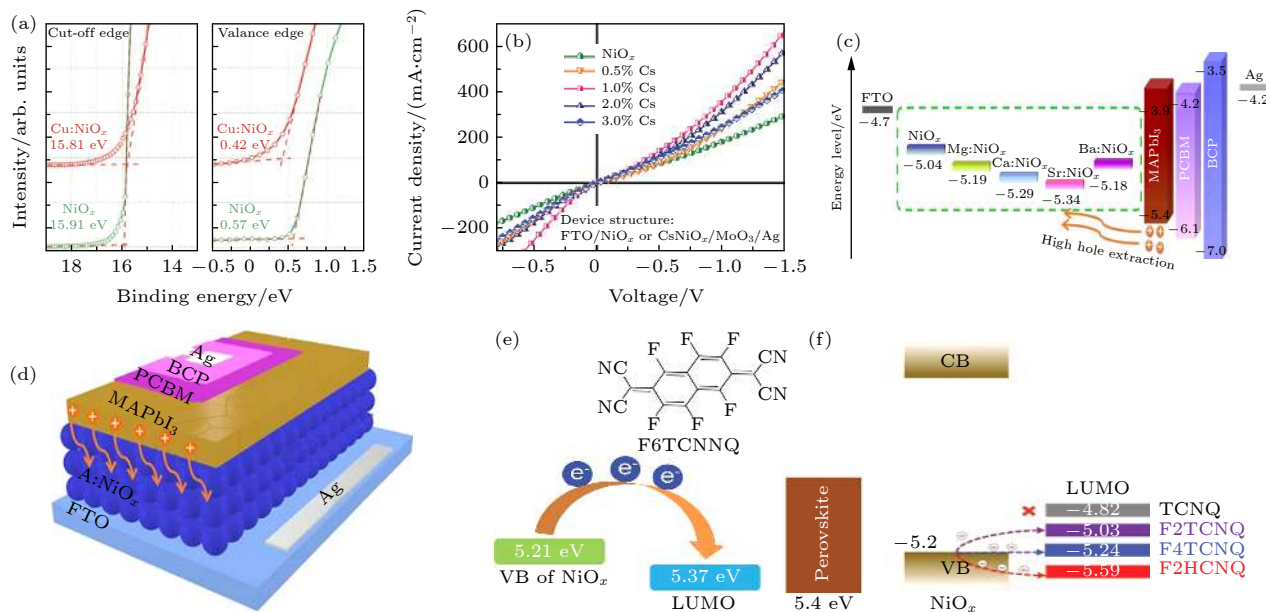 (a)
Intensity/arb. units
Cut-off edge
Cu:NiOₓ
15.81 eV
NiOₓ
15.91 eV
19 18 16 14
Valance edge
Cu:NiOₓ
0.42 eV
NiOₓ
0.57 eV
−0.5 0 0.5 1.0
Binding energy/eV
(b)
Current density/(mA·cm⁻²)
600
400
200
0
−200
NiOₓ
0.5% Cs
1.0% Cs
2.0% Cs
3.0% Cs
Device structure:
FTO/NiOₓ or CsNiOₓ/MoO₃/Ag
0.5 0 −0.5 −1.0 −1.5
Voltage/V
(c)
Energy level/eV
FTO
−4.7
NiOₓ
−5.04
Mg:NiOₓ
−5.19
Ca:NiOₓ
−5.29
Sr:NiOₓ
−5.34
Ba:NiOₓ
−5.18
−3.9
MAPbI₃
−5.4
−4.2
PCBM
−6.1
−3.5
BCP
−7.0
Ag
−4.2
High hole extraction
(d)
Ag
BCP
PCBM
MAPbI₃
A:NiOₓ
FTO
Ag
(e)
F F F
NC CN
NC CN
F F F
F6TCNNQ
e⁻ e⁻ e⁻
5.21 eV
VB of NiOₓ
5.37 eV
LUMO
Perovskite
5.4 eV
(f)
CB
−5.2
VB
NiOₓ
LUMO
−4.82 TCNQ
−5.03 F2TCNQ
−5.24 F4TCNQ
−5.59 F2HCNQ